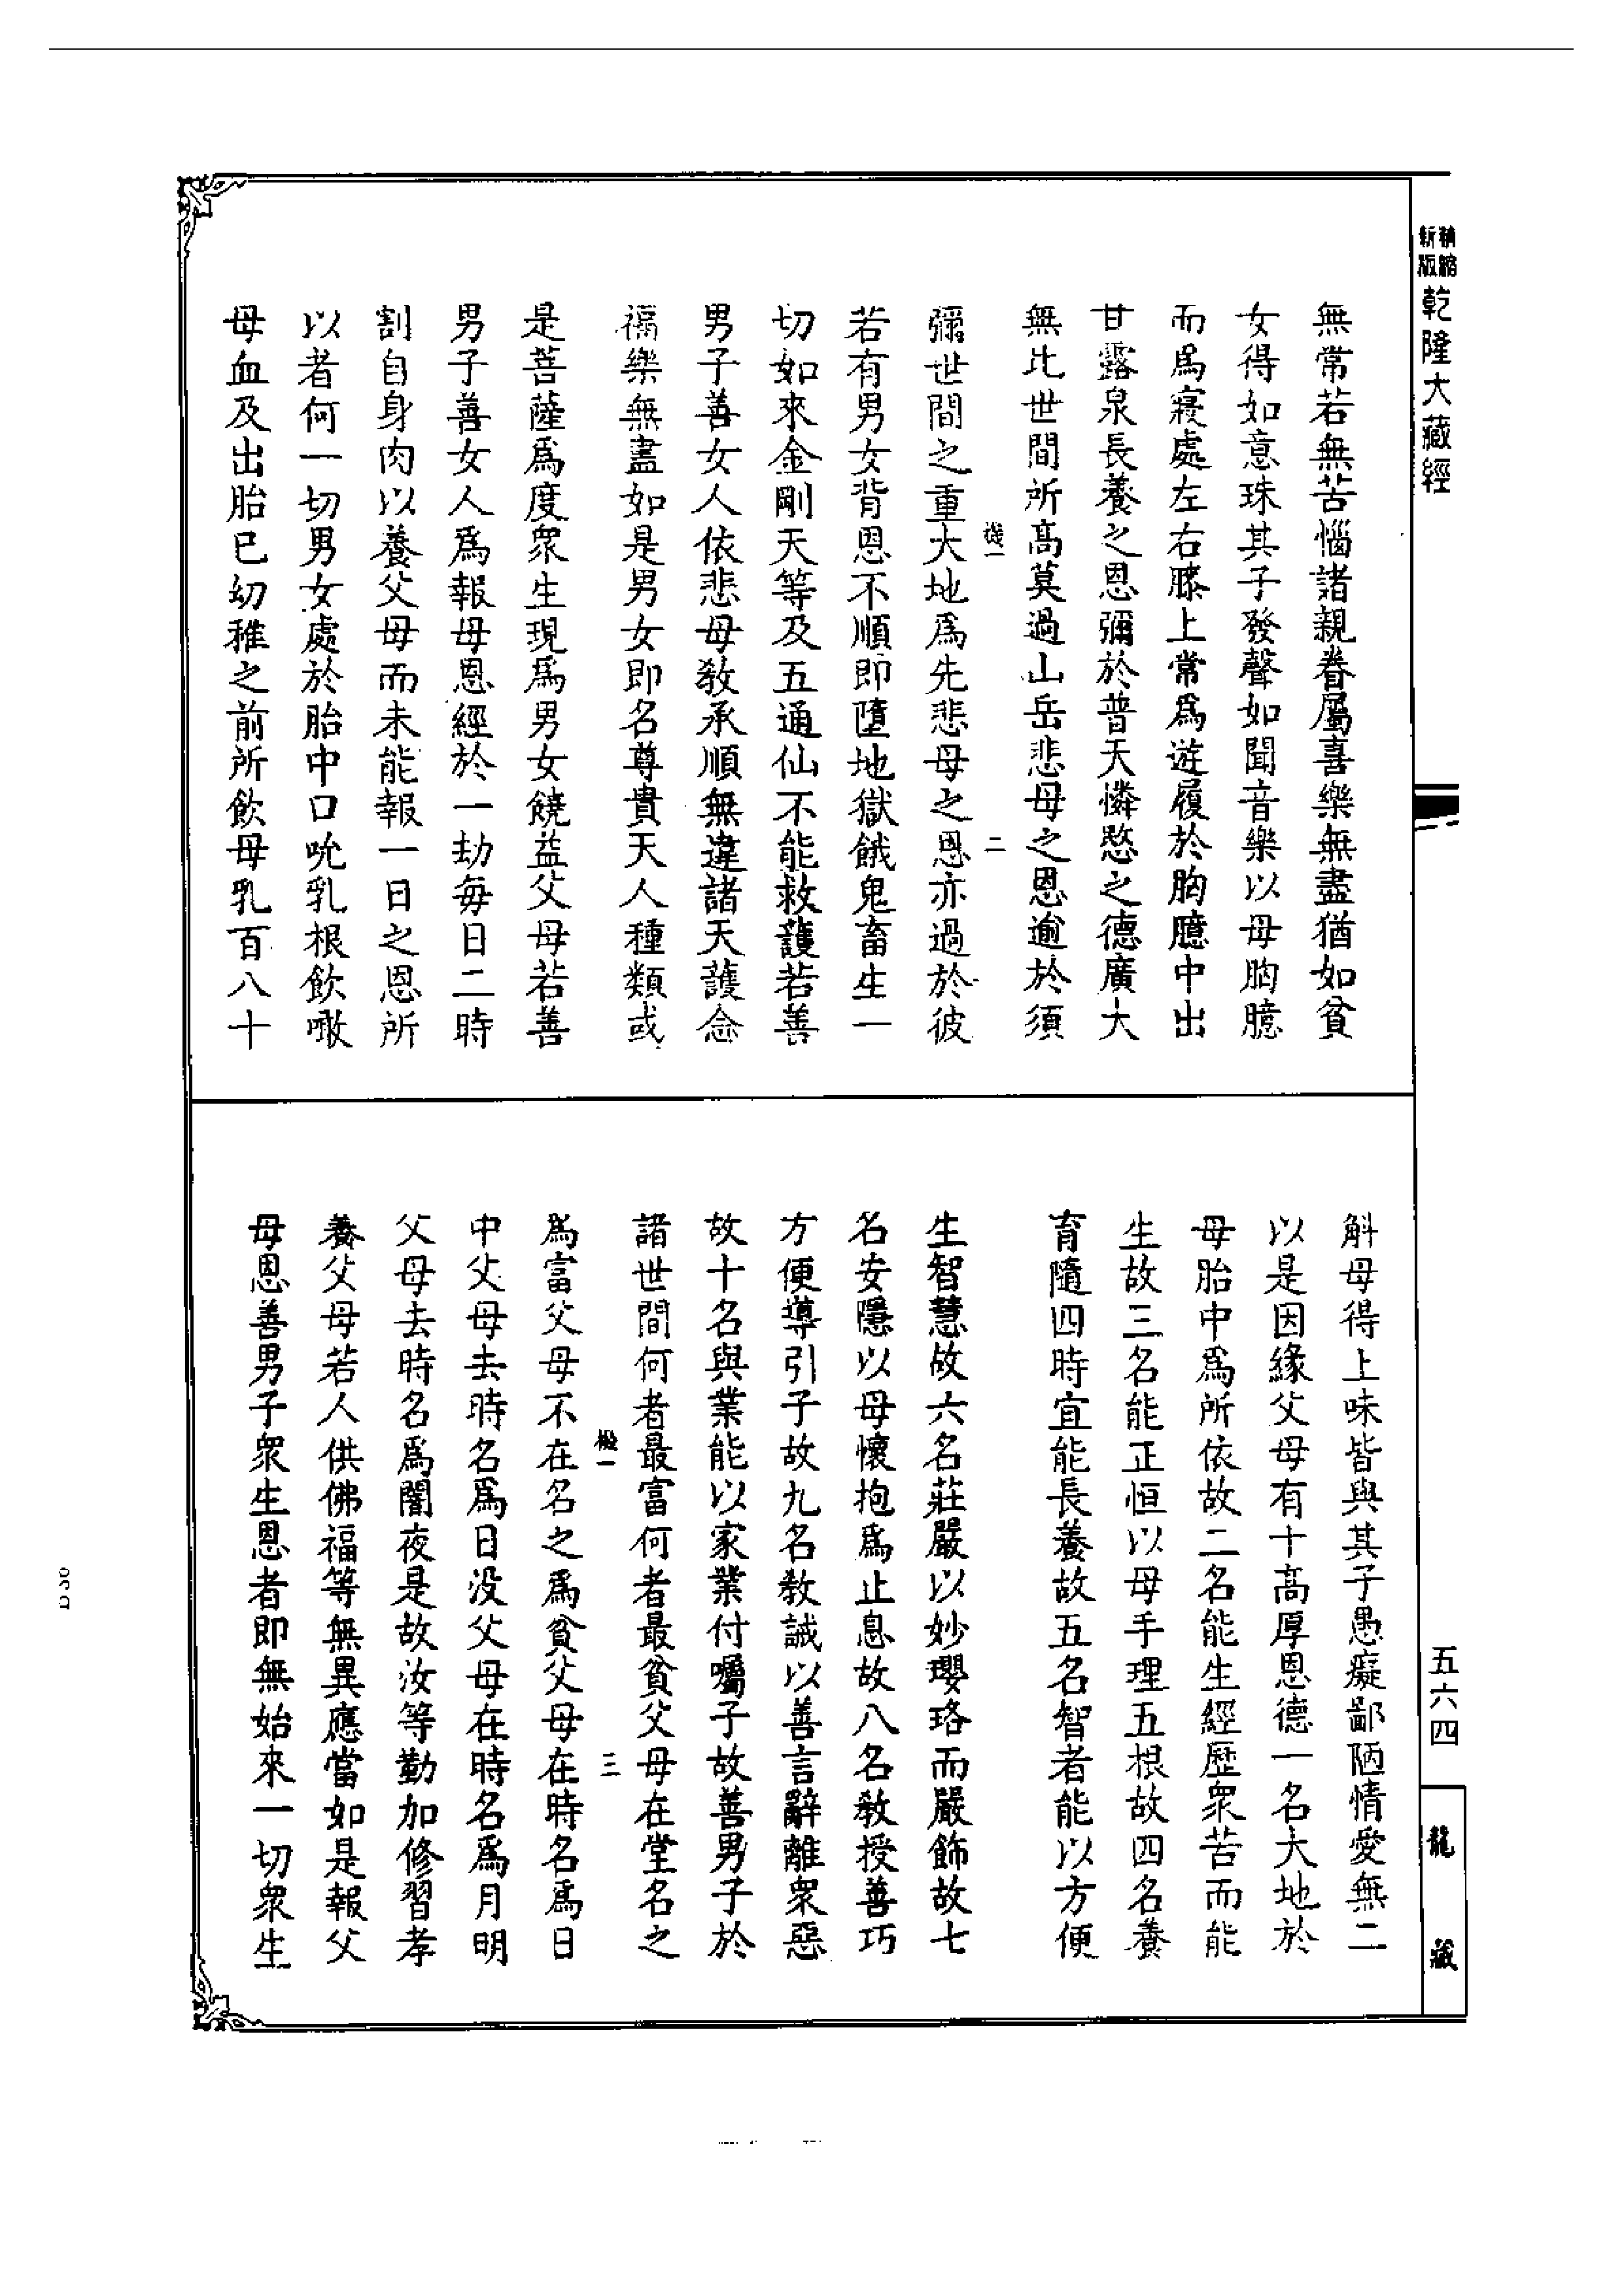 新版精縮
乾隆大藏經
無常若無苦惱諸親眷屬喜樂無盡猶如貧
女得如意珠其子發聲如聞音樂以母胸臆
而爲寢處左右膝上常爲遊履於胸臆中出
甘露泉長養之恩彌於普天憐愍之德廣大
無比世間所高莫過山岳悲母之恩逾於須
二
彌世間之重大地爲先悲母之恩亦過於彼
若有男女背恩不順即墮地獄餓鬼畜生一
切如來金剛天等及五通仙不能救護若善
男子善女人依悲母教承順無違諸天護念
福樂無盡如是男女即名尊貴天人種類或
是菩薩爲度衆生現爲男女饒益父母若善
男子善女人爲報母恩經於一劫每日二時
割自身肉以養父母而未能報一日之恩所
以者何一切男女處於胎中口吮乳根飲噉
母血及出胎已幼稚之前所飲母乳百八十
斛母得上味皆與其子愚癡鄙陋情愛無二
以是因緣父母有十高厚恩德一名大地於
母胎中爲所依故二名能生經歷衆苦而能
生故三名能正恒以母手理五根故四名養
育隨四時宜能長養故五名智者能以方便
生智慧故六名莊嚴以妙瓔珞而嚴飾故七
名安隱以母懷抱爲止息故八名教授善巧
方便導引子故九名教誡以善言辭離衆惡
故十名與業能以家業付囑子故善男子於
諸世間何者最富何者最貧父母在堂名之
三
爲富父母不在名之爲貧父母在時名爲日
中父母去時名爲日没父母在時名爲月明
父母去時名爲闇夜是故汝等勤加修習孝
養父母若人供佛福等無異應當如是報父
母恩善男子衆生恩者即無始來一切衆生
五六四
龍藏